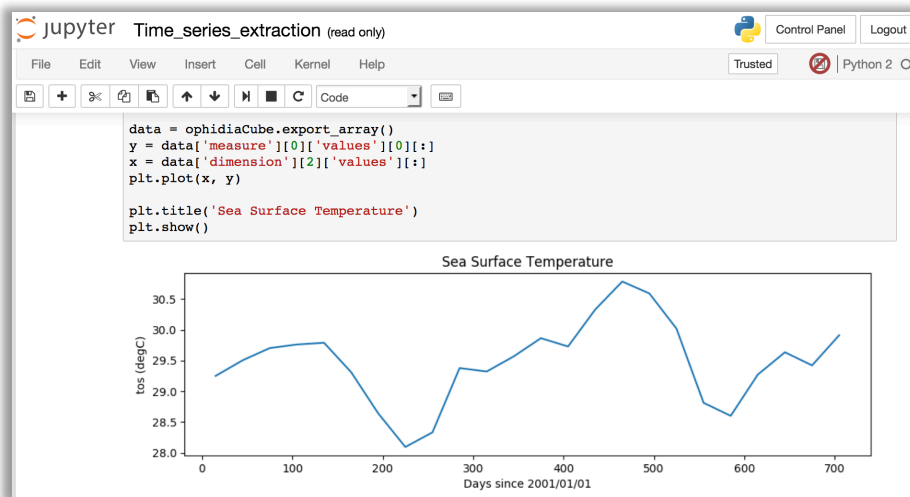 jupyter Time_series_extraction (read only) Control Panel Logout
File Edit View Insert Cell Kernel Help Trusted Python 2
Code
data = ophidiaCube.export_array()
y = data['measure'][0]['values'][0][:]
x = data['dimension'][2]['values'][:]
plt.plot(x, y)
plt.title('Sea Surface Temperature')
plt.show()
Sea Surface Temperature
30.5
30.0
29.5
29.0
28.5
28.0
tos (degC)
0 100 200 300 400 500 600 700
Days since 2001/01/01